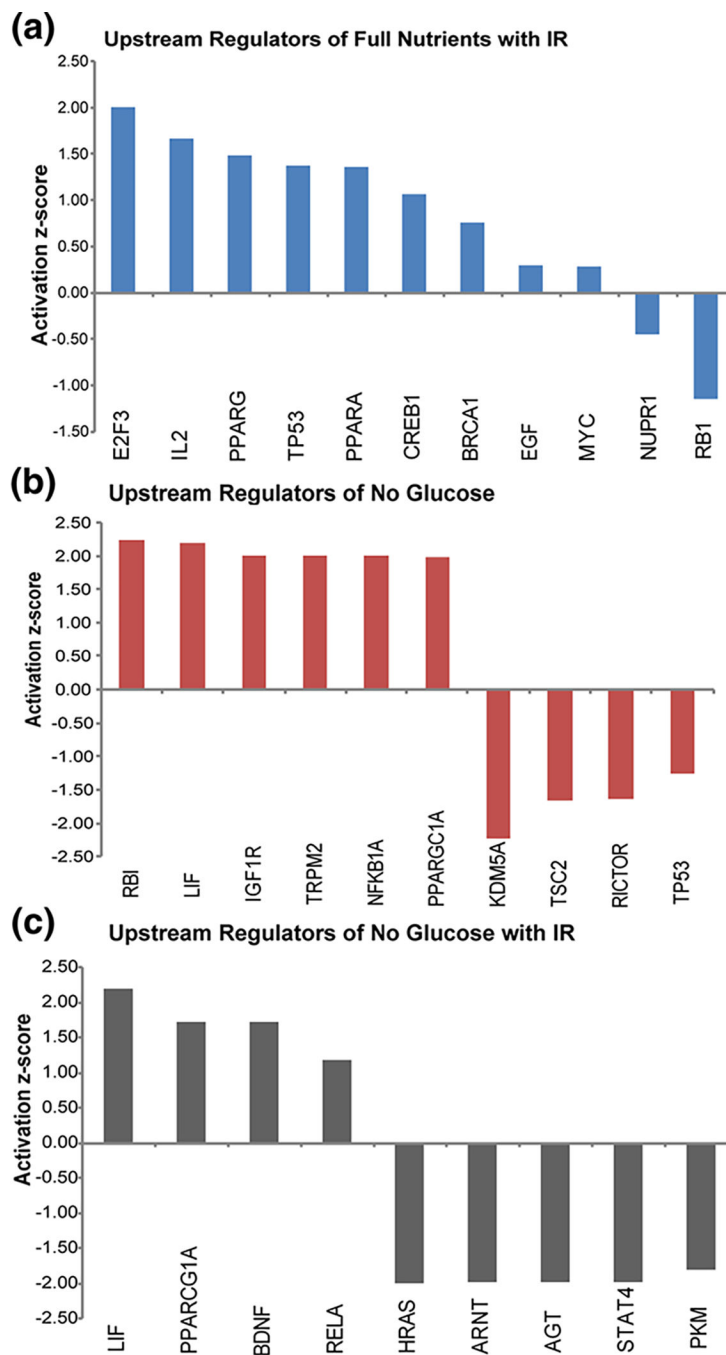 (a)
Upstream Regulators of Full Nutrients with IR
Activation z-score
2.50
2.00
1.50
1.00
0.50
0.00
-0.50
-1.00
-1.50
E2F3
IL2
PPARG
TP53
PPARA
CREB1
BRCA1
EGF
MYC
NUPR1
RB1
(b)
Upstream Regulators of No Glucose
Activation z-score
2.50
2.00
1.50
1.00
0.50
0.00
-0.50
-1.00
-1.50
-2.00
-2.50
RBI
LIF
IGF1R
TRPM2
NFKB1A
PPARGC1A
KDM5A
TSC2
RICTOR
TP53
(c)
Upstream Regulators of No Glucose with IR
Activation z-score
2.50
2.00
1.50
1.00
0.50
0.00
-0.50
-1.00
-1.50
-2.00
-2.50
LIF
PPARCG1A
BDNF
RELA
HRAS
ARNT
AGT
STAT4
PKM